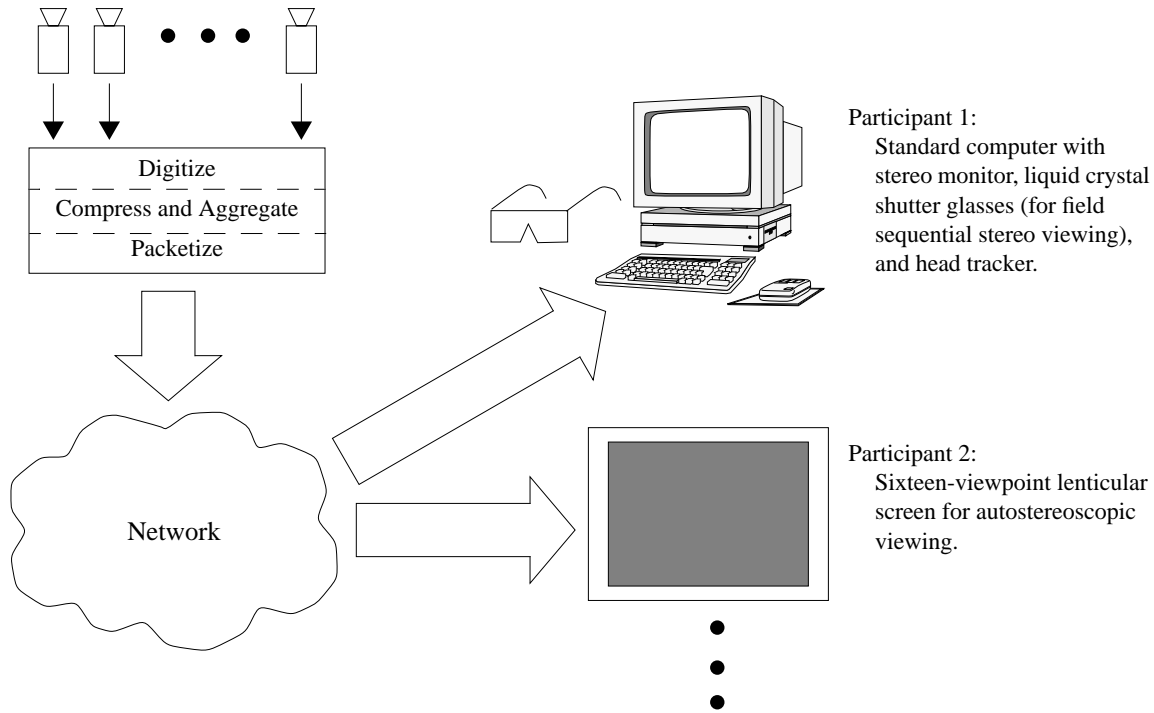 Digitize
Compress and Aggregate
Packetize
Network
Participant 1:
Standard computer with
stereo monitor, liquid crystal
shutter glasses (for field
sequential stereo viewing),
and head tracker.
Participant 2:
Sixteen-viewpoint lenticular
screen for autostereoscopic
viewing.